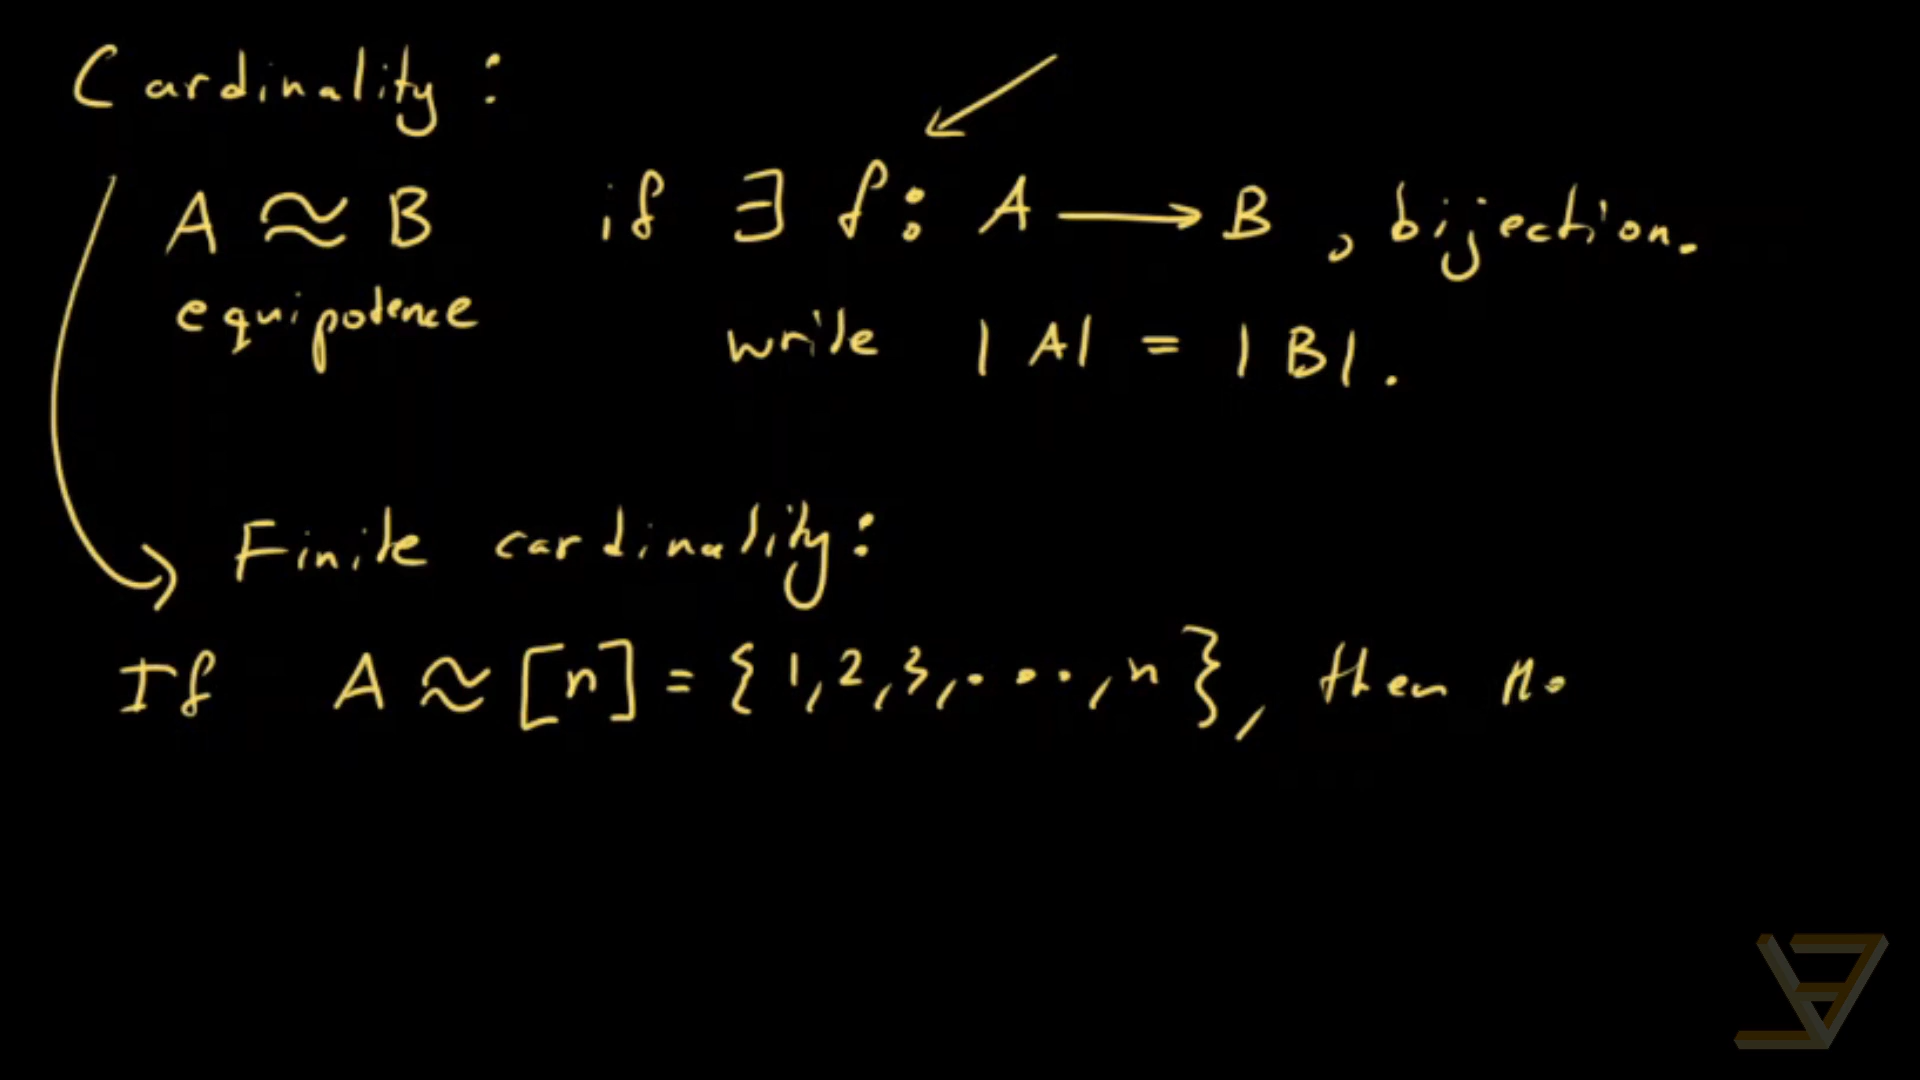 Cardinality:
A ≈ B if ∃ f: A ⟶ B, bijection.
equipotence write |A| = |B|.
Finite cardinality:
If A ≈ [n] = {1,2,3,...,n}, then